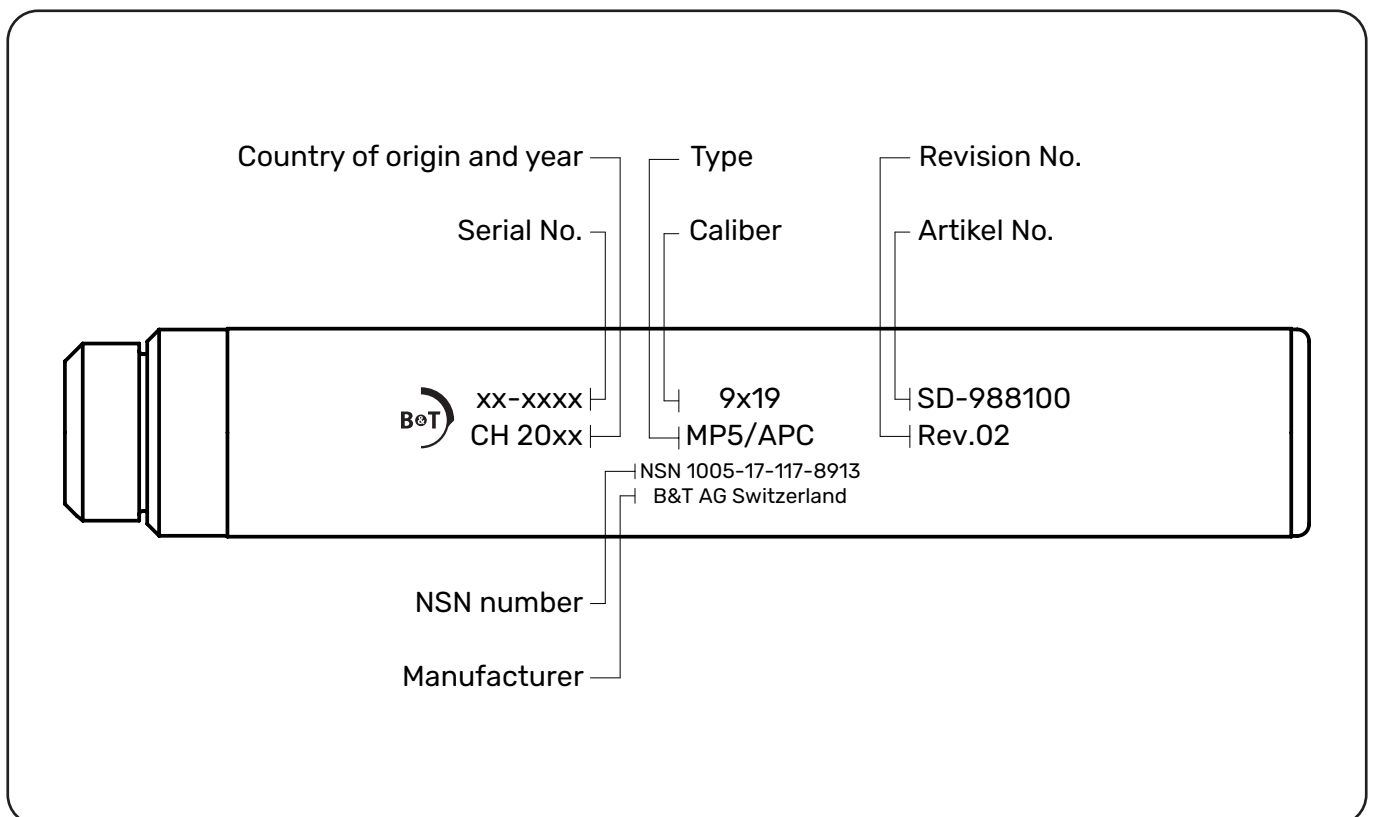 Country of origin and year
Type
Revision No.
Serial No.
Caliber
Artikel No.
B&T
xx-xxxx
9x19
SD-988100
CH 20xx
MP5/APC
Rev.02
NSN 1005-17-117-8913
B&T AG Switzerland
NSN number
Manufacturer